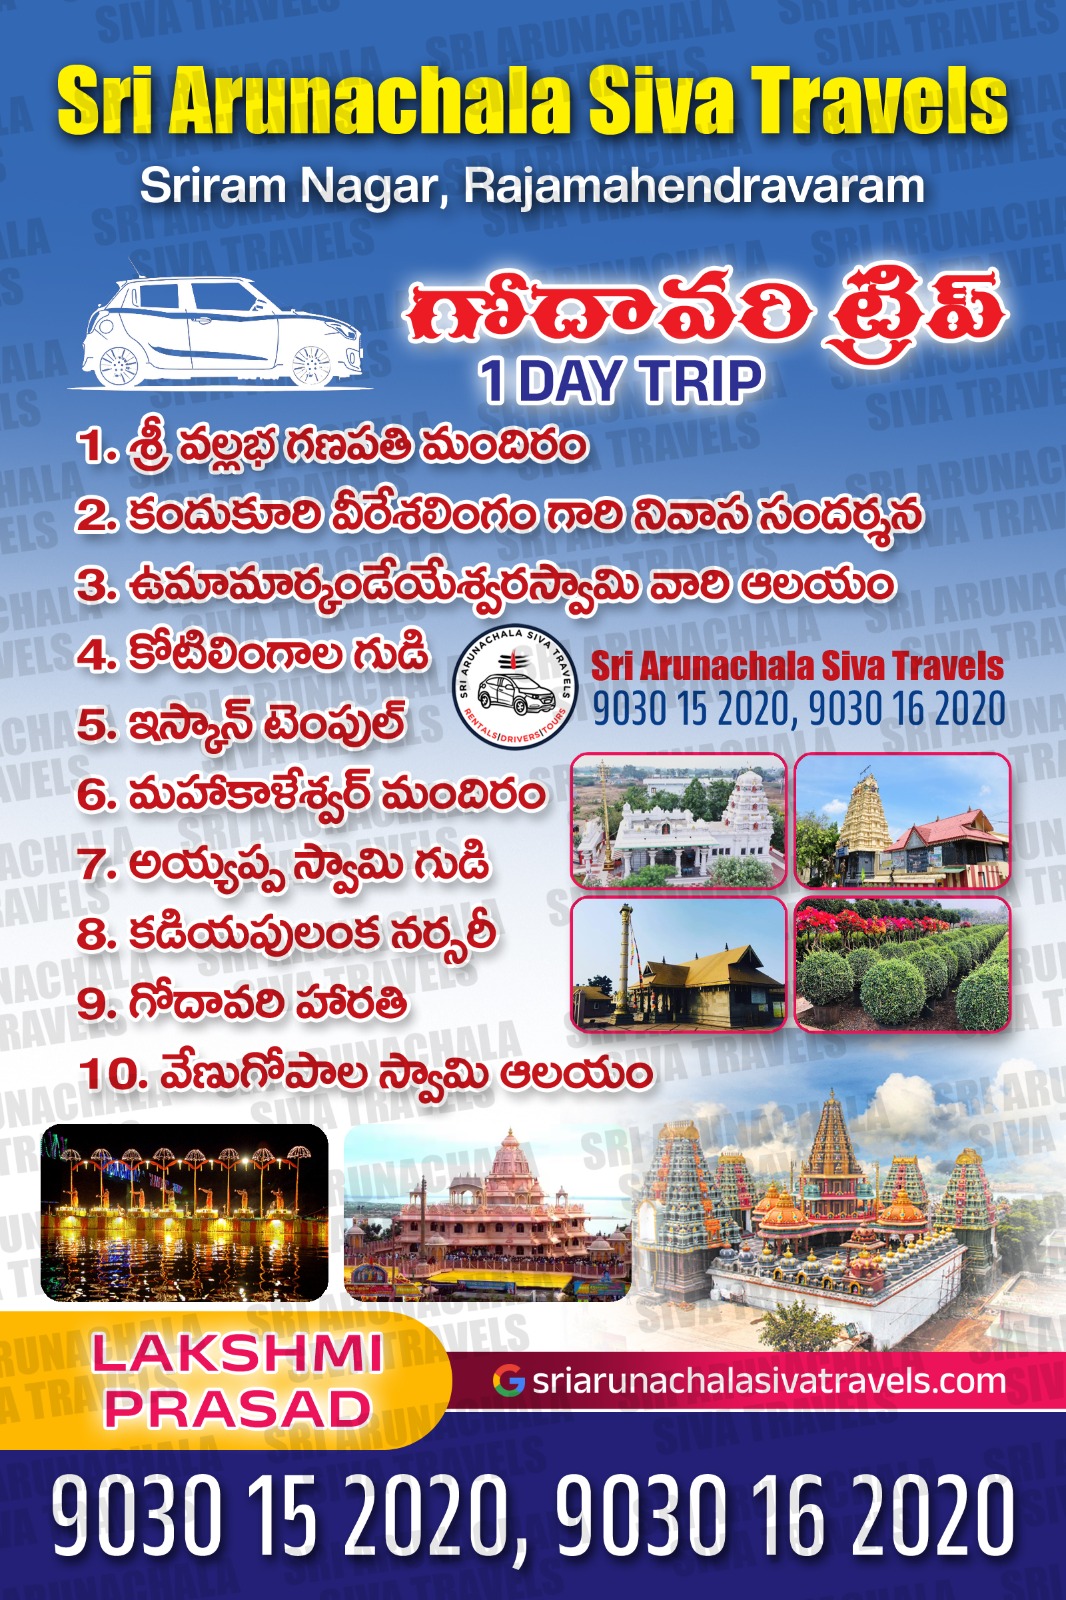 Sri Arunachala Siva Travels
Sriram Nagar, Rajamahendravaram
గోదావరి ట్రిప్
1 DAY TRIP
1. శ్రీ వల్లభ గణపతి మందిరం
2. కందుకూరి వీరేశలింగం గారి నివాస సందర్శన
3. ఉమామార్కండేయేశ్వరస్వామి వారి ఆలయం
4. కోటిలింగాల గుడి
SRI ARUNACHALA SIVA TRAVELS
RENTALS|DRIVERS|TOURS
Sri Arunachala Siva Travels
9030 15 2020, 9030 16 2020
5. ఇస్కాన్ టెంపుల్
6. మహాకాళేశ్వర్ మందిరం
7. అయ్యప్ప స్వామి గుడి
8. కడియపులంక నర్సరీ
9. గోదావరి హారతి
10. వేణుగోపాల స్వామి ఆలయం
LAKSHMI
PRASAD
sriarunachalasivatravels.com
9030 15 2020, 9030 16 2020